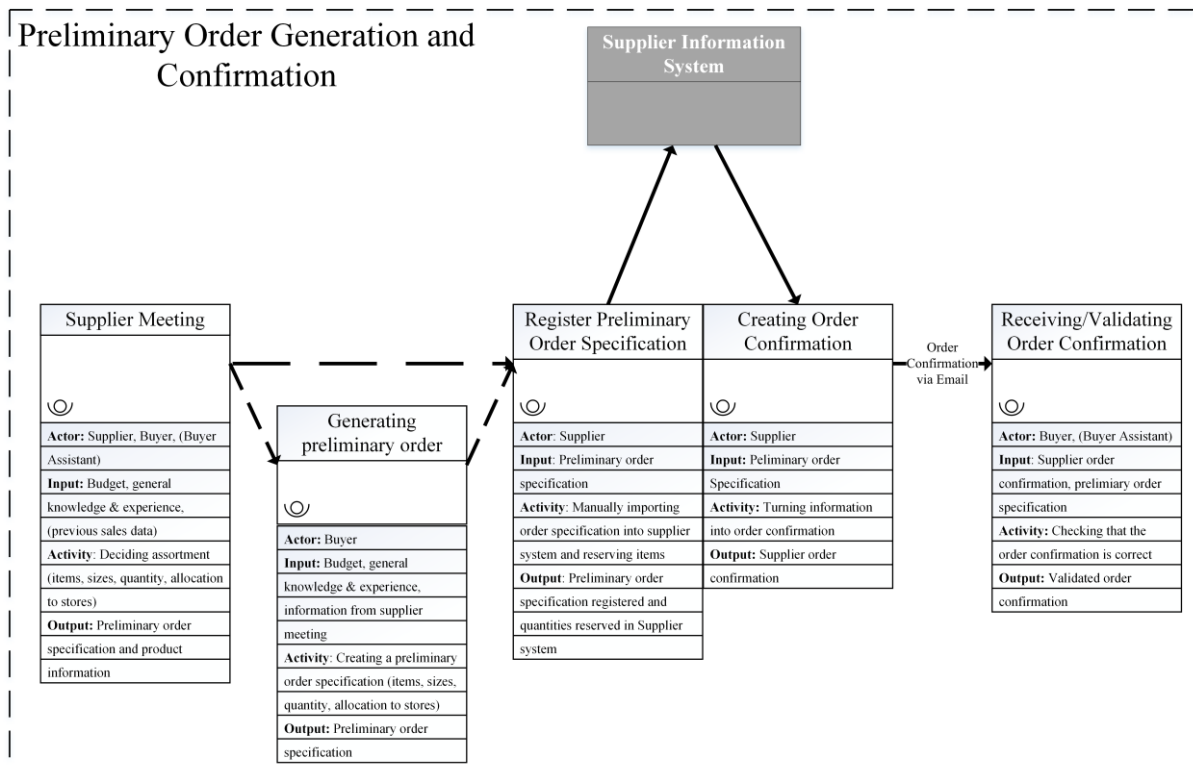 Preliminary Order Generation and
Confirmation
Supplier Information
System
Supplier Meeting
Actor: Supplier, Buyer, (Buyer
Assistant)
Input: Budget, general
knowledge & experience,
(previous sales data)
Activity: Deciding assortment
(items, sizes, quantity, allocation
to stores)
Output: Preliminary order
specification and product
information
Generating
preliminary order
Actor: Buyer
Input: Budget, general
knowledge & experience,
information from supplier
meeting
Activity: Creating a preliminary
order specification (items, sizes,
quantity, allocation to stores)
Output: Preliminary order
specification
Register Preliminary
Order Specification
Actor: Supplier
Input: Preliminary order
specification
Activity: Manually importing
order specification into supplier
system and reserving items
Output: Preliminary order
specification registered and
quantities reserved in Supplier
system
Creating Order
Confirmation
Actor: Supplier
Input: Peliminary order
Specification
Activity: Turning information
into order confirmation
Output: Supplier order
confirmation
Order
Confirmation
via Email
Receiving/Validating
Order Confirmation
Actor: Buyer, (Buyer Assistant)
Input: Supplier order
confirmation, prelimiary order
specification
Activity: Checking that the
order confirmation is correct
Output: Validated order
confirmation